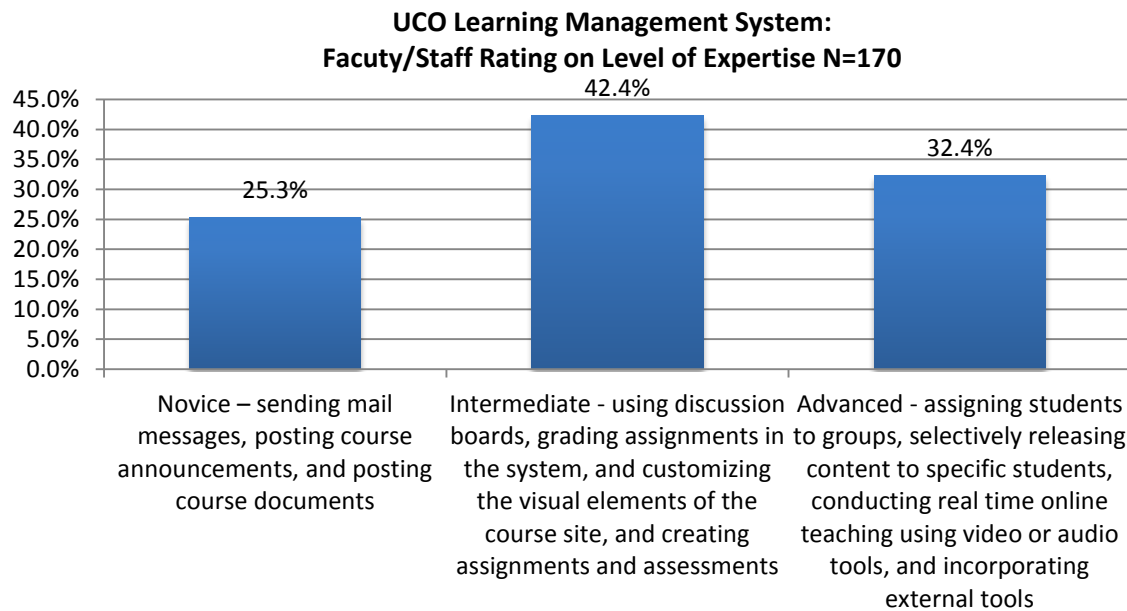 UCO Learning Management System:
Facuty/Staff Rating on Level of Expertise N=170
45.0%
40.0%
35.0%
30.0%
25.0%
20.0%
15.0%
10.0%
5.0%
0.0%
25.3%
42.4%
32.4%
Novice – sending mail
messages, posting course
announcements, and posting
course documents
Intermediate - using discussion
boards, grading assignments in
the system, and customizing
the visual elements of the
course site, and creating
assignments and assessments
Advanced - assigning students
to groups, selectively releasing
content to specific students,
conducting real time online
teaching using video or audio
tools, and incorporating
external tools